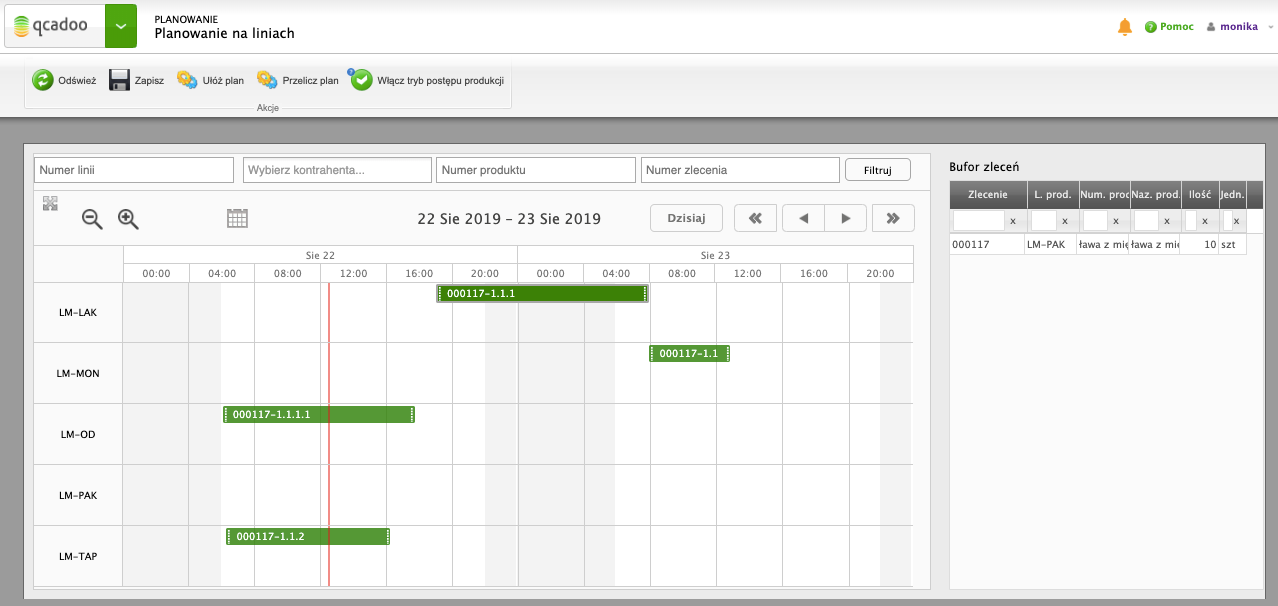 qcadoo
PLANOWANIE
Planowanie na liniach
Pomoc
monika
Odśwież Zapisz Ułóż plan Przelicz plan Włącz tryb postępu produkcji
Akcje
Numer linii Wybierz kontrahenta... Numer produktu Numer zlecenia Filtruj
22 Sie 2019 – 23 Sie 2019 Dzisiaj
Sie 22 Sie 23
00:00 04:00 08:00 12:00 16:00 20:00 00:00 04:00 08:00 12:00 16:00 20:00
LM-LAK 000117-1.1.1
LM-MON 000117-1.1
LM-OD 000117-1.1.1.1
LM-PAK
LM-TAP 000117-1.1.2
Bufor zleceń
Zlecenie L. prod. Num. prod Naz. prod. Ilość Jedn.
x x x x x x
000117 LM-PAK ława z mię ława z mię 10 szt